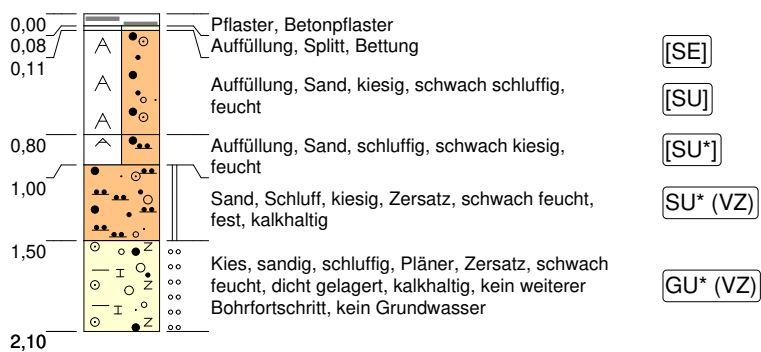 0,00
Pflaster, Betonpflaster
0,08
Auffüllung, Splitt, Bettung
[SE]
0,11
Auffüllung, Sand, kiesig, schwach schluffig,
feucht
[SU]
0,80
Auffüllung, Sand, schluffig, schwach kiesig,
feucht
[SU*]
1,00
Sand, Schluff, kiesig, Zersatz, schwach feucht,
fest, kalkhaltig
SU* (VZ)
1,50
Kies, sandig, schluffig, Pläner, Zersatz, schwach
feucht, dicht gelagert, kalkhaltig, kein weiterer
Bohrfortschritt, kein Grundwasser
GU* (VZ)
2,10